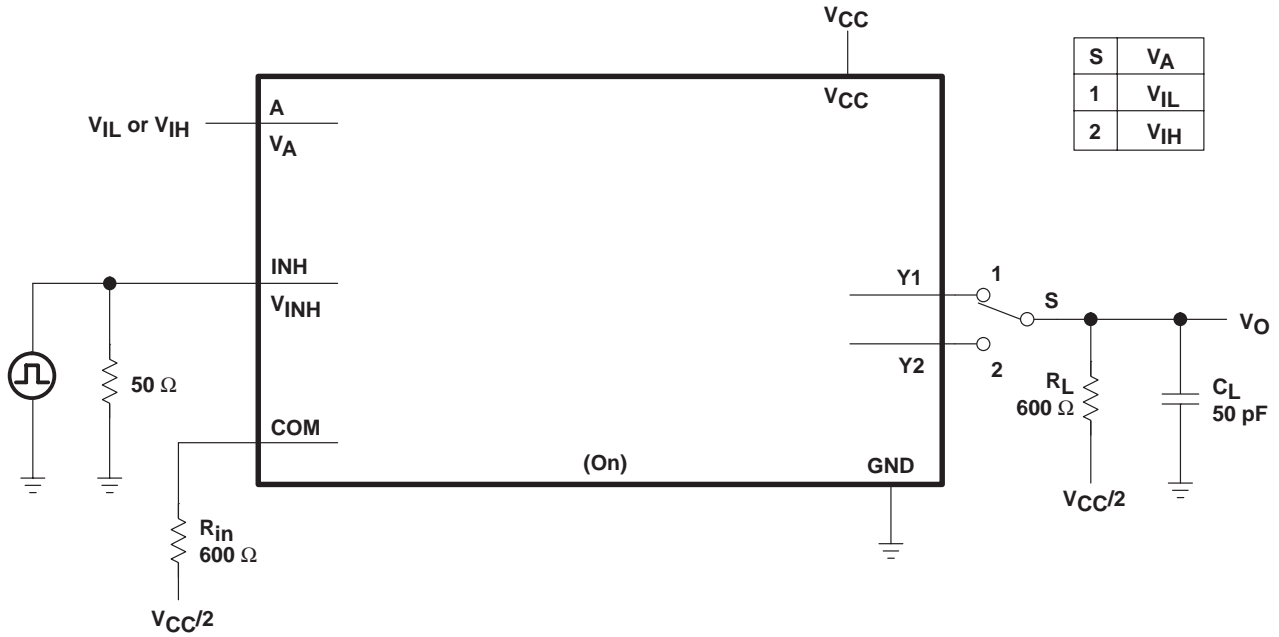 VCC
VCC
S VA
1 VIL
2 VIH
A
VIL or VIH
VA
INH
VINH
Y1
1
S
VO
Y2
2
50 Ω
RL
600 Ω
CL
50 pF
COM
(On)
GND
VCC/2
Rin
600 Ω
VCC/2